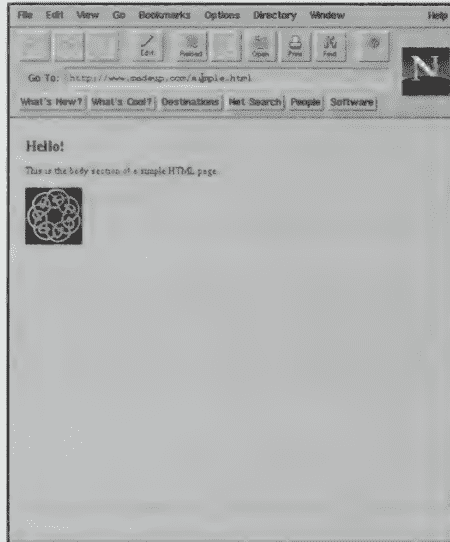 File Edit View Go Bookmarks Options Directory Window Help
Edit Reload Open Print Find
Go To: http://www.madeup.com/simple.html
What's New? What's Cool? Destinations Net Search People Software
N
Hello!
This is the body section of a simple HTML page.